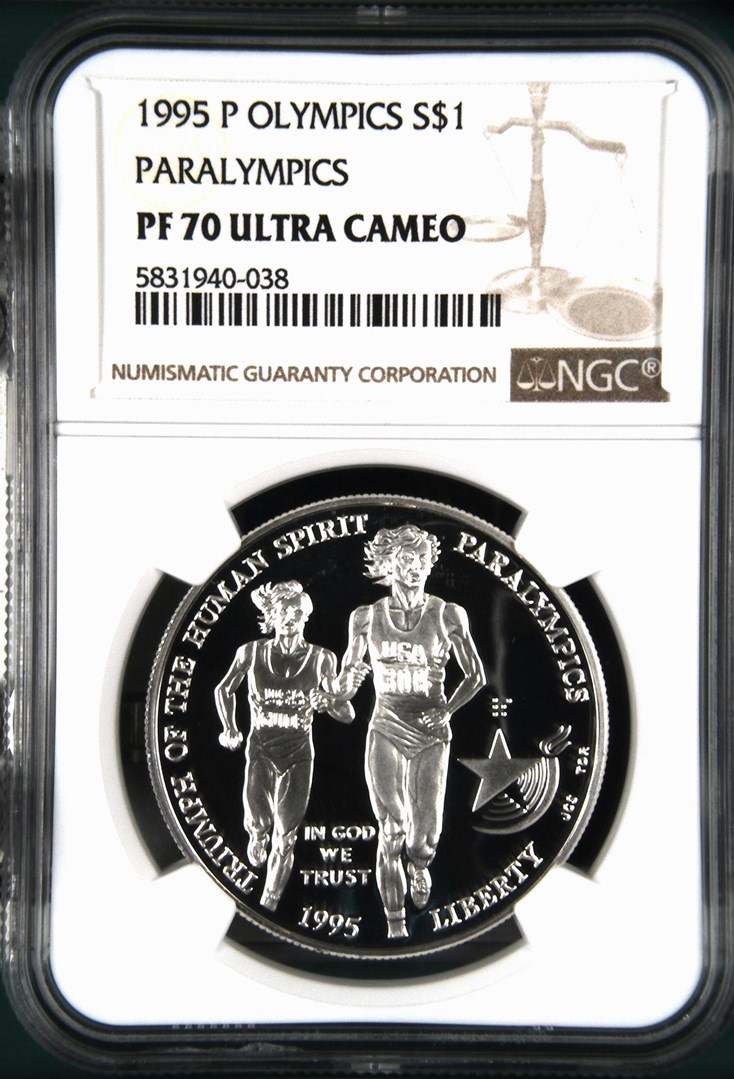 1995 P OLYMPICS S$1
PARALYMPICS
PF 70 ULTRA CAMEO
5831940-038
NUMISMATIC GUARANTY CORPORATION
NGC®
TRIUMPH OF THE HUMAN SPIRIT
PARALYMPICS
USA
IN GOD
WE
TRUST
1995
LIBERTY